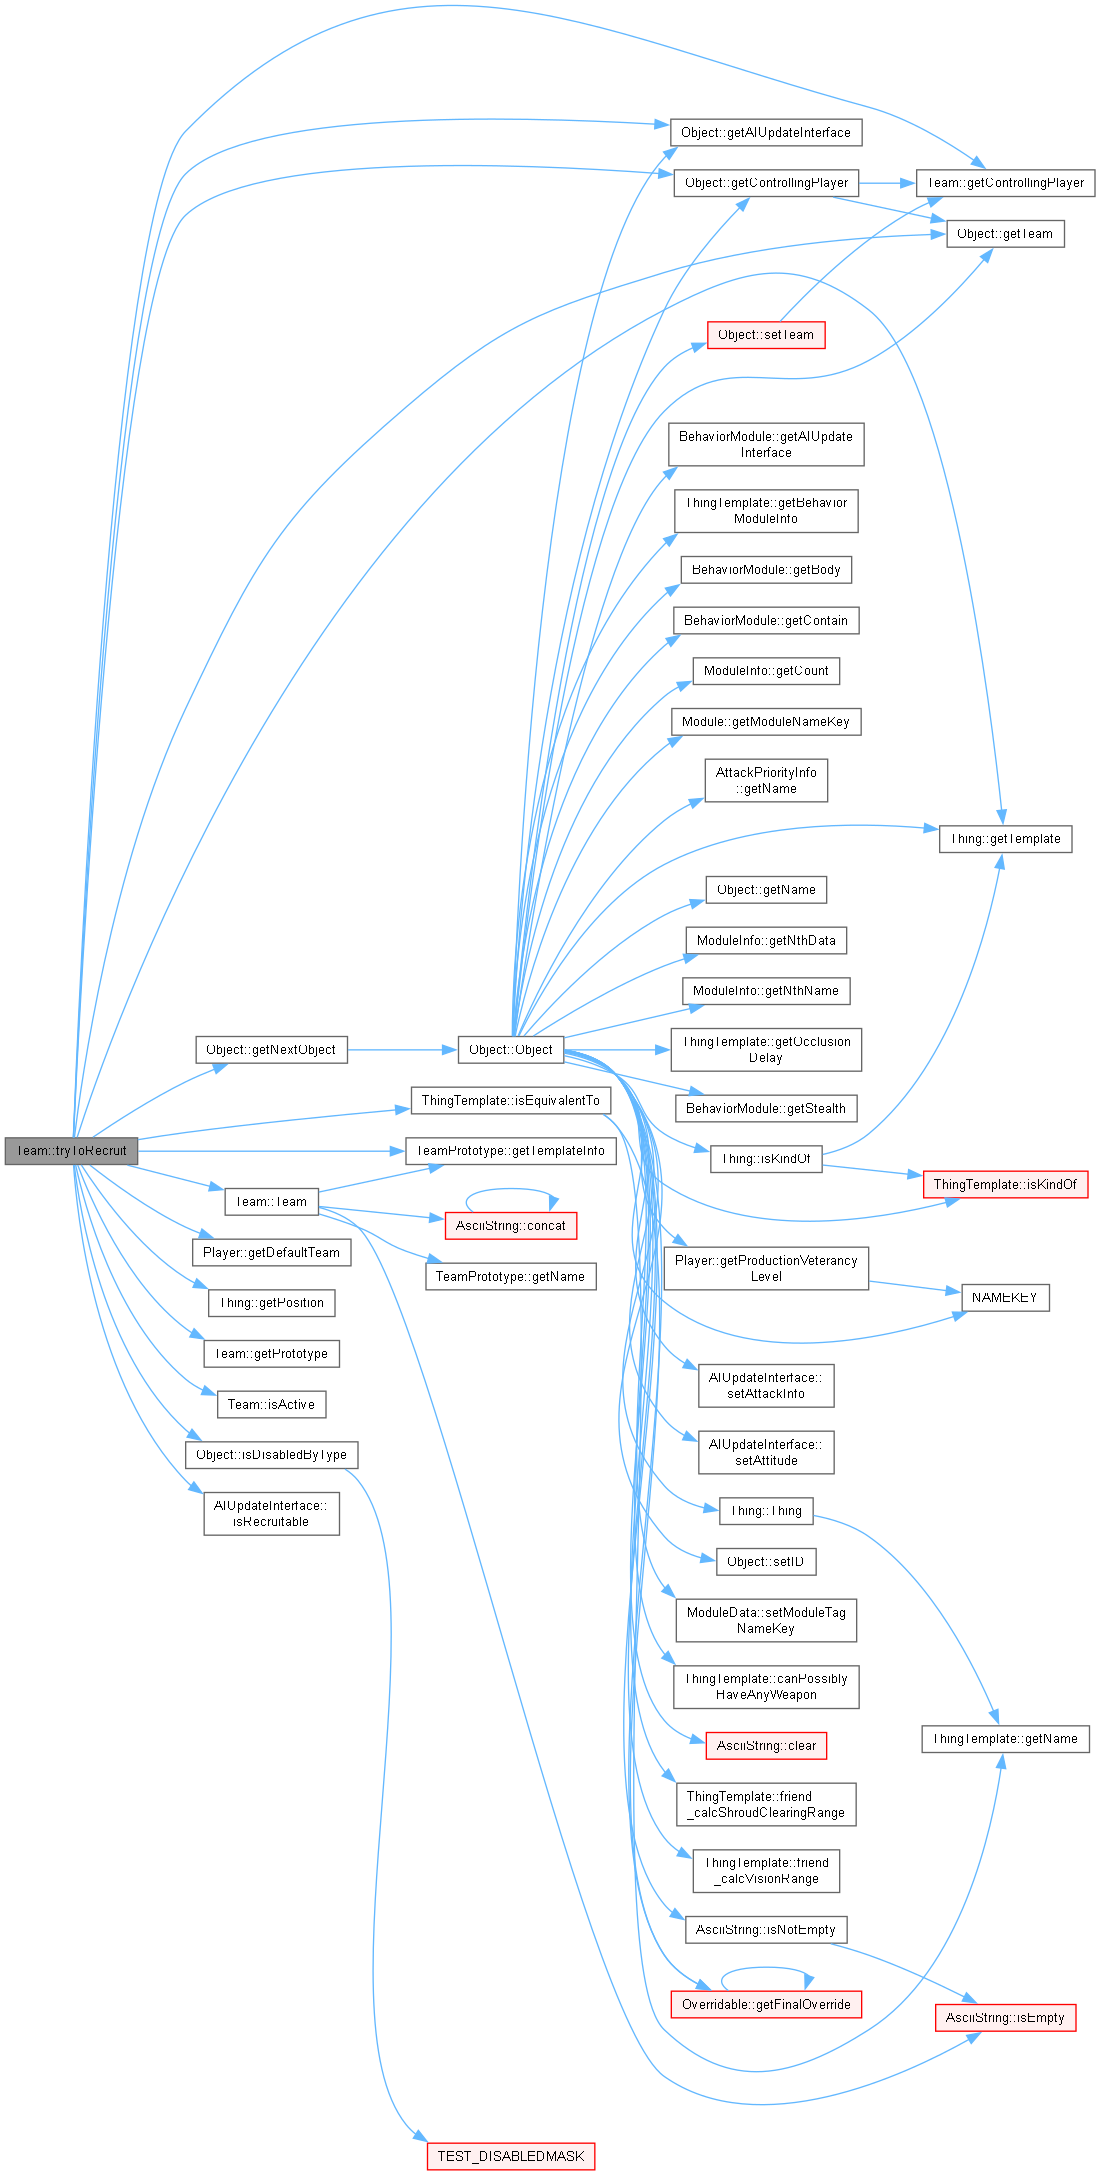 Object::getAIUpdateInterface
Object::getControllingPlayer
Team::getControllingPlayer
Object::getTeam
Object::setTeam
BehaviorModule::getAIUpdate
Interface
ThingTemplate::getBehavior
ModuleInfo
BehaviorModule::getBody
BehaviorModule::getContain
ModuleInfo::getCount
Module::getModuleNameKey
AttackPriorityInfo
::getName
Thing::getTemplate
Object::getName
ModuleInfo::getNthData
ModuleInfo::getNthName
Object::getNextObject
Object::Object
ThingTemplate::getOcclusion
Delay
ThingTemplate::isEquivalentTo
BehaviorModule::getStealth
Team::tryToRecruit
TeamPrototype::getTemplateInfo
Thing::isKindOf
ThingTemplate::isKindOf
Team::Team
AsciiString::concat
Player::getDefaultTeam
TeamPrototype::getName
Player::getProductionVeterancy
Level
NAMEKEY
Thing::getPosition
Team::getPrototype
AIUpdateInterface::
setAttackInfo
Team::isActive
Object::isDisabledByType
AIUpdateInterface::
setAttitude
AIUpdateInterface::
isRecruitable
Thing::Thing
Object::setID
ModuleData::setModuleTag
NameKey
ThingTemplate::canPossibly
HaveAnyWeapon
AsciiString::clear
ThingTemplate::getName
ThingTemplate::friend
_calcShroudClearingRange
ThingTemplate::friend
_calcVisionRange
AsciiString::isNotEmpty
Overridable::getFinalOverride
AsciiString::isEmpty
TEST_DISABLEDMASK